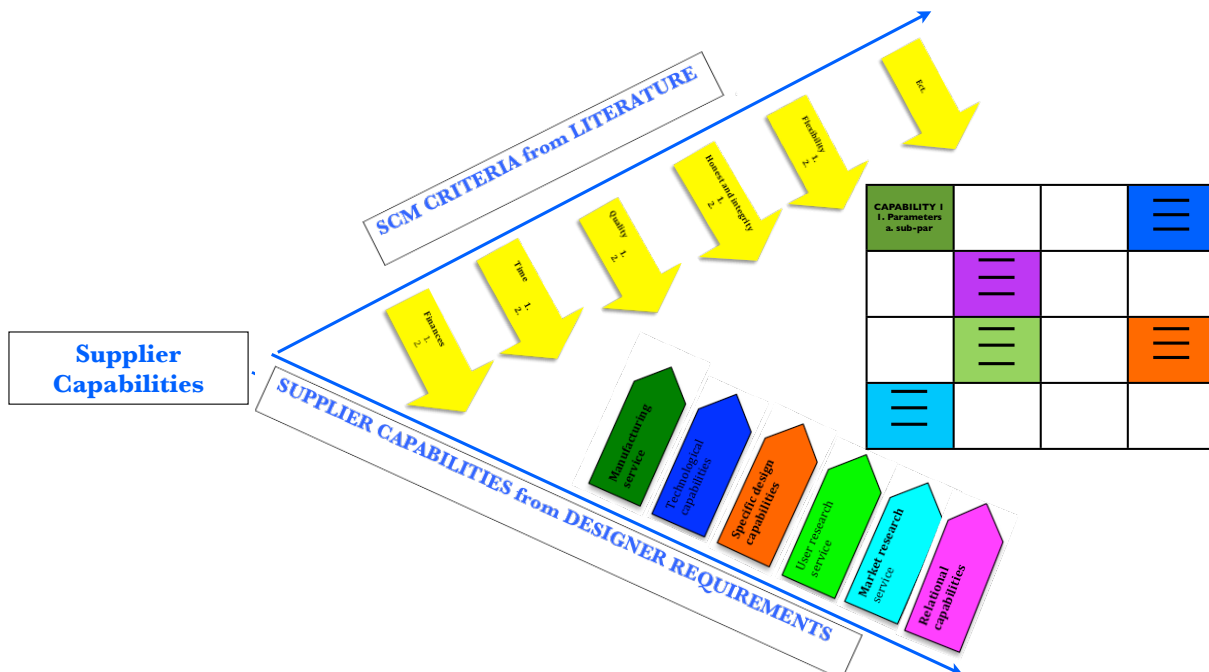 Supplier
Capabilities
SCM CRITERIA from LITERATURE
Finances
1.
2.
Time
1.
2.
Quality
1.
2.
Honest and integrity
1.
2.
Flexibility
1.
2.
Ect.
SUPPLIER CAPABILITIES from DESIGNER REQUIREMENTS
Manufacturing
service
Technological
capabilities
Specific design
capabilities
User research
service
Market research
service
Relational
capabilities
CAPABILITY 1
1. Parameters
a. sub-par